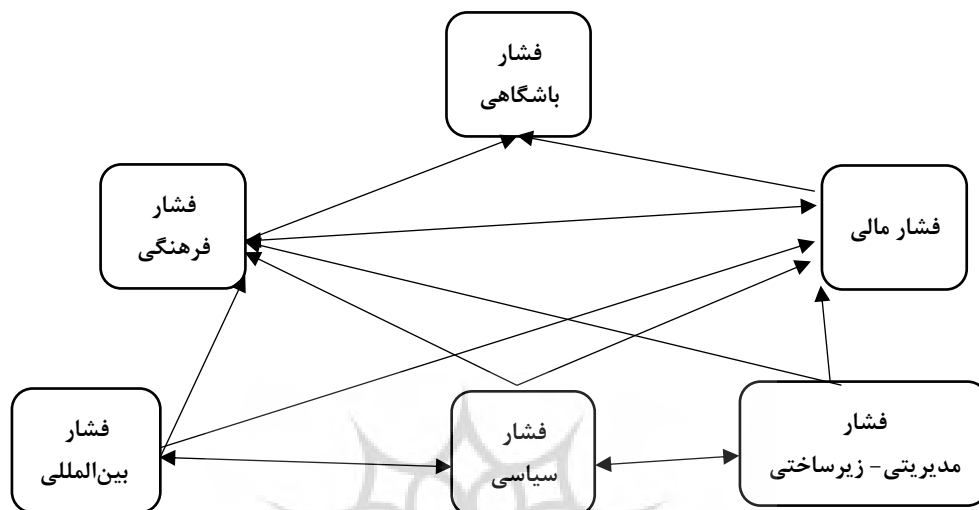 فشار
باشگاهی
فشار
فرهنگی
فشار مالی
فشار
بین‌المللی
فشار
سیاسی
فشار
مدیریتی- زیرساختی